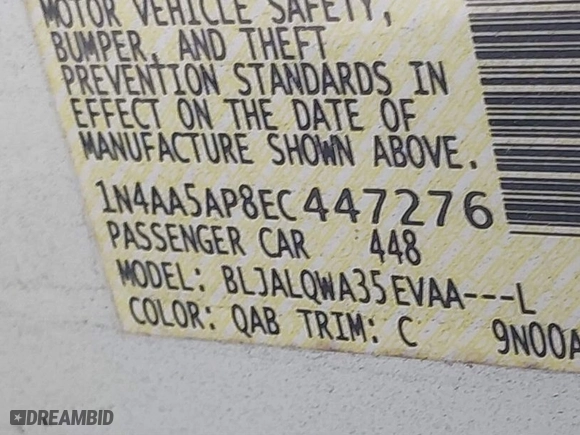 MOTOR VEHICLE SAFETY,
BUMPER, AND THEFT
PREVENTION STANDARDS IN
EFFECT ON THE DATE OF
MANUFACTURE SHOWN ABOVE.
1N4AA5AP8EC447276
PASSENGER CAR 448
MODEL: BLJALQWA35EVAA---L
COLOR: QAB TRIM: C 9N00A
DREAMBID